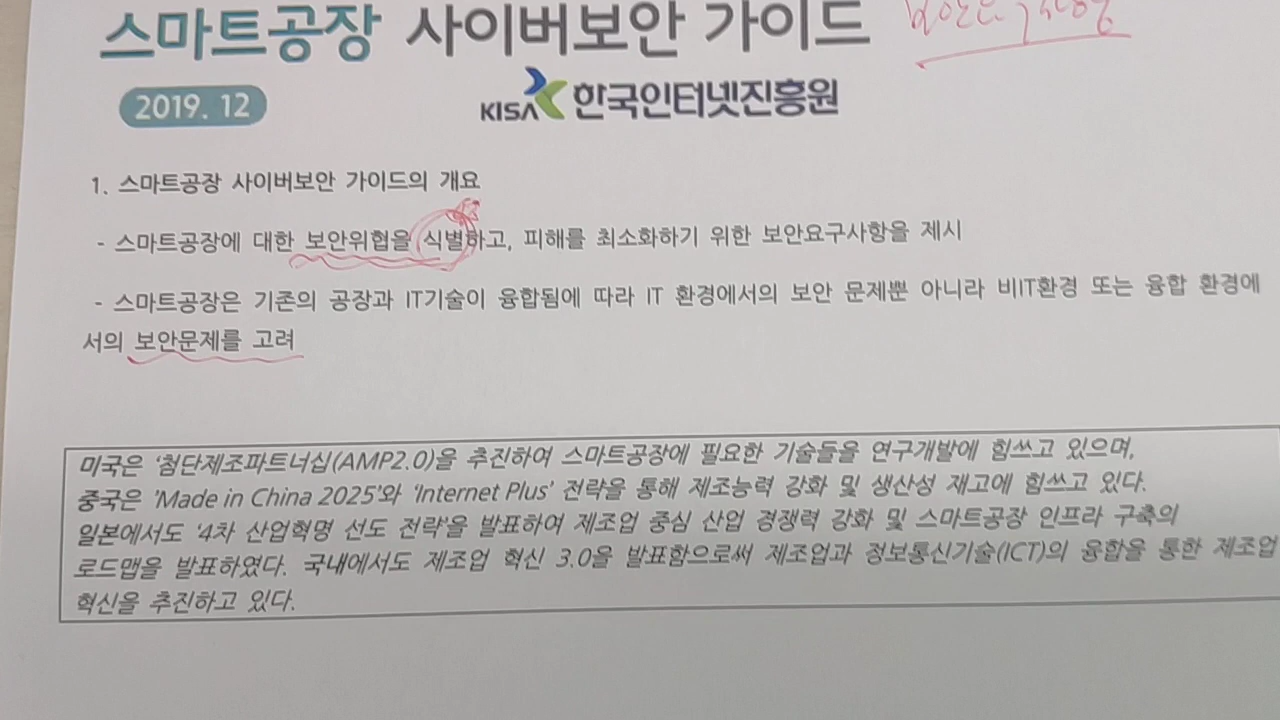 스마트공장 사이버보안 가이드
2019. 12
KISA 한국인터넷진흥원
1. 스마트공장 사이버보안 가이드의 개요
- 스마트공장에 대한 보안위협을 식별하고, 피해를 최소화하기 위한 보안요구사항을 제시
- 스마트공장은 기존의 공장과 IT기술이 융합됨에 따라 IT 환경에서의 보안 문제뿐 아니라 비IT환경 또는 융합 환경에
서의 보안문제를 고려
미국은 '첨단제조파트너십(AMP2.0)을 추진하여 스마트공장에 필요한 기술들을 연구개발에 힘쓰고 있으며,
중국은 'Made in China 2025'와 'Internet Plus' 전략을 통해 제조능력 강화 및 생산성 재고에 힘쓰고 있다.
일본에서도 '4차 산업혁명 선도 전략'을 발표하여 제조업 중심 산업 경쟁력 강화 및 스마트공장 인프라 구축의
로드맵을 발표하였다. 국내에서도 제조업 혁신 3.0을 발표함으로써 제조업과 정보통신기술(ICT)의 융합을 통한 제조업
혁신을 추진하고 있다.